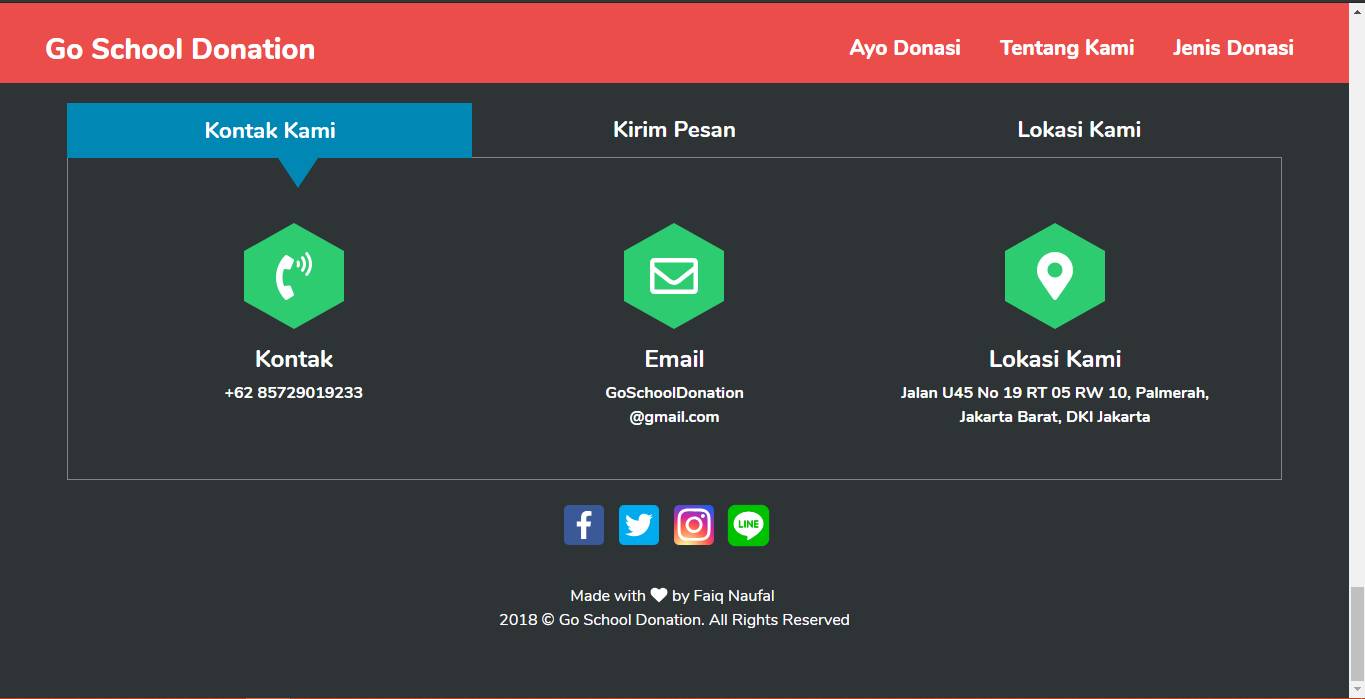 Go School Donation
Ayo Donasi Tentang Kami Jenis Donasi
Kontak Kami Kirim Pesan Lokasi Kami
Kontak
+62 85729019233
Email
GoSchoolDonation
@gmail.com
Lokasi Kami
Jalan U45 No 19 RT 05 RW 10, Palmerah,
Jakarta Barat, DKI Jakarta
LINE
Made with by Faiq Naufal
2018 © Go School Donation. All Rights Reserved